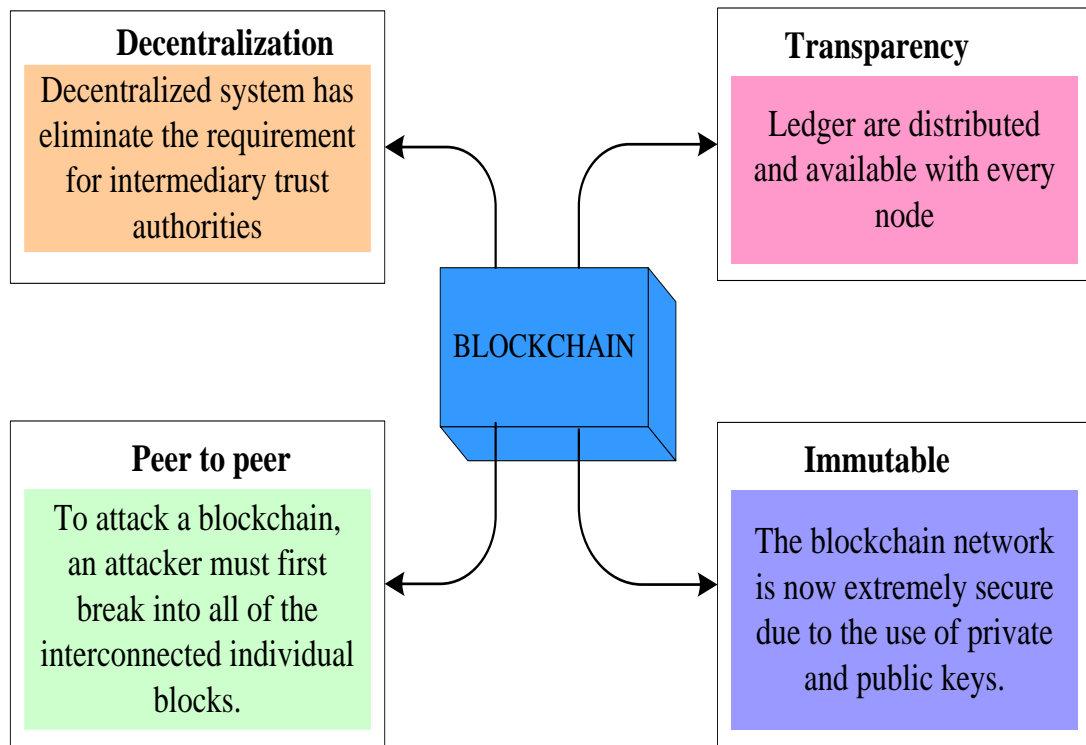 Decentralization
Decentralized system has
eliminate the requirement
for intermediary trust
authorities
Transparency
Ledger are distributed
and available with every
node
BLOCKCHAIN
Peer to peer
To attack a blockchain,
an attacker must first
break into all of the
interconnected individual
blocks.
Immutable
The blockchain network
is now extremely secure
due to the use of private
and public keys.